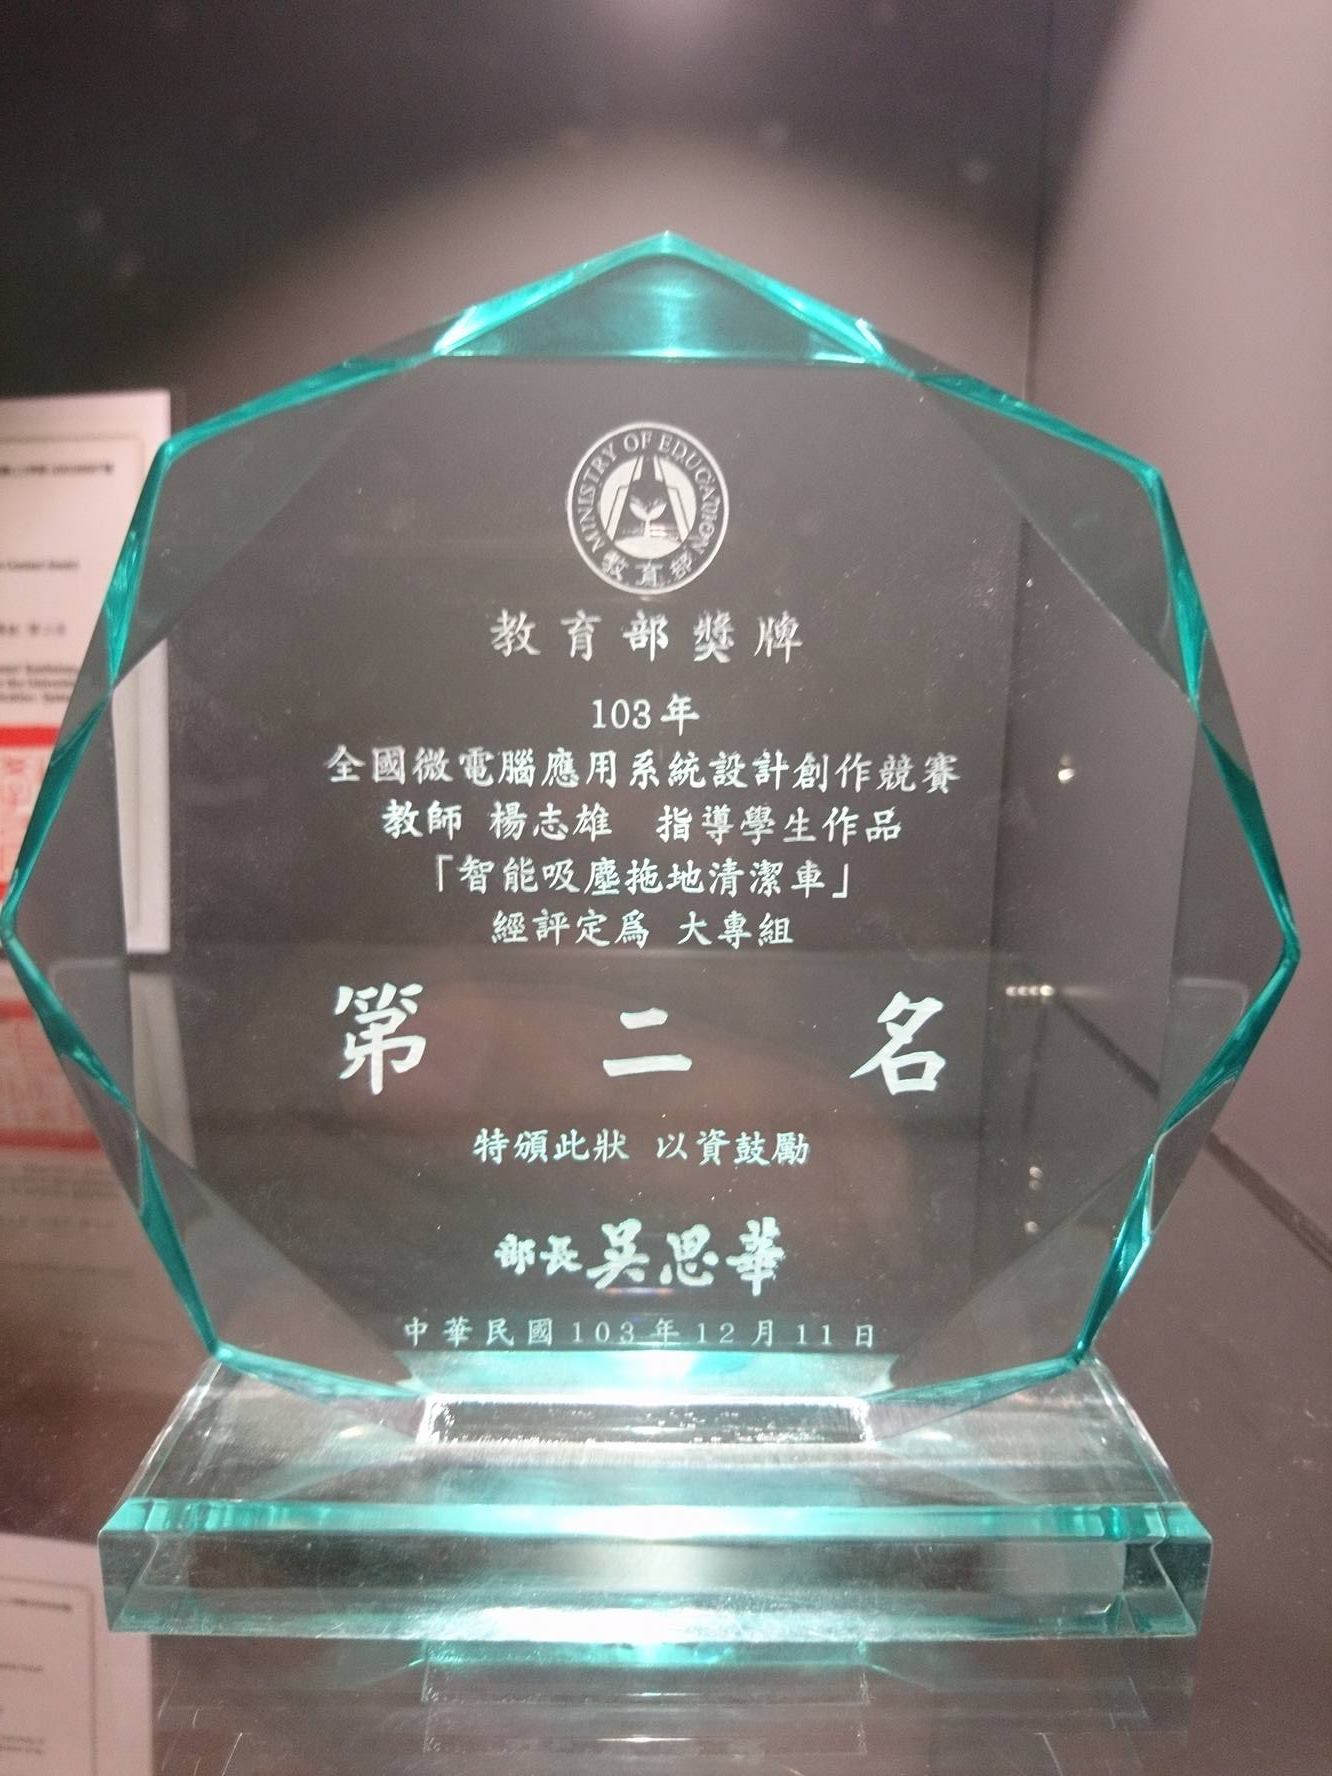 MINISTRY OF EDUCATION
教育部
教育部獎牌
103年
全國微電腦應用系統設計創作競賽
教師 楊志雄 指導學生作品
「智能吸塵拖地清潔車」
經評定為 大專組
第二名
特頒此狀 以資鼓勵
部長 吳思華
中華民國103年12月11日